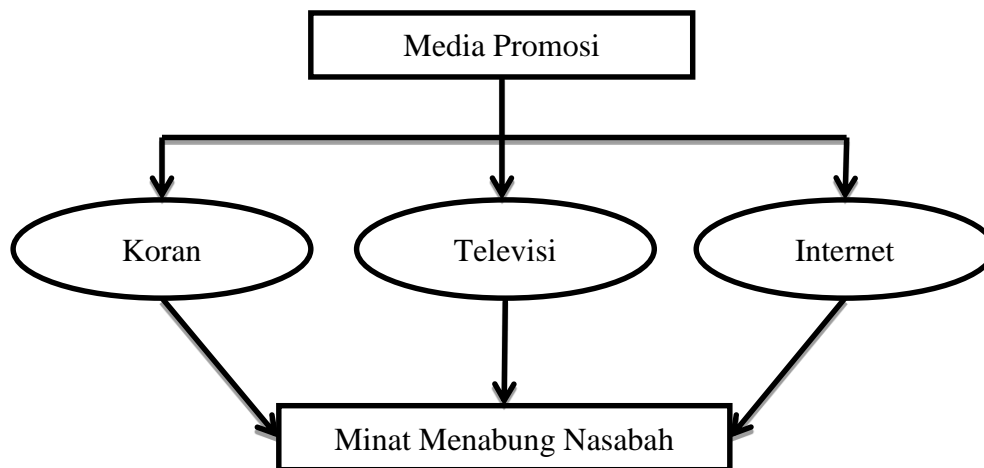 Media Promosi
Koran
Televisi
Internet
Minat Menabung Nasabah